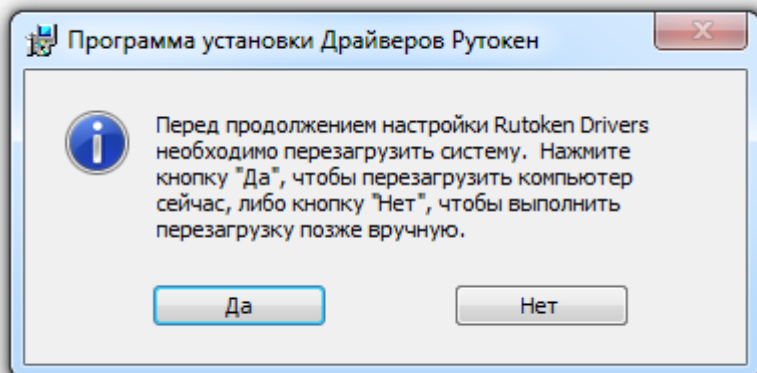 Программа установки Драйверов Рутокен
Перед продолжением настройки Rutoken Drivers
необходимо перезагрузить систему.  Нажмите
кнопку "Да", чтобы перезагрузить компьютер
сейчас, либо кнопку "Нет", чтобы выполнить
перезагрузку позже вручную.
Да
Нет